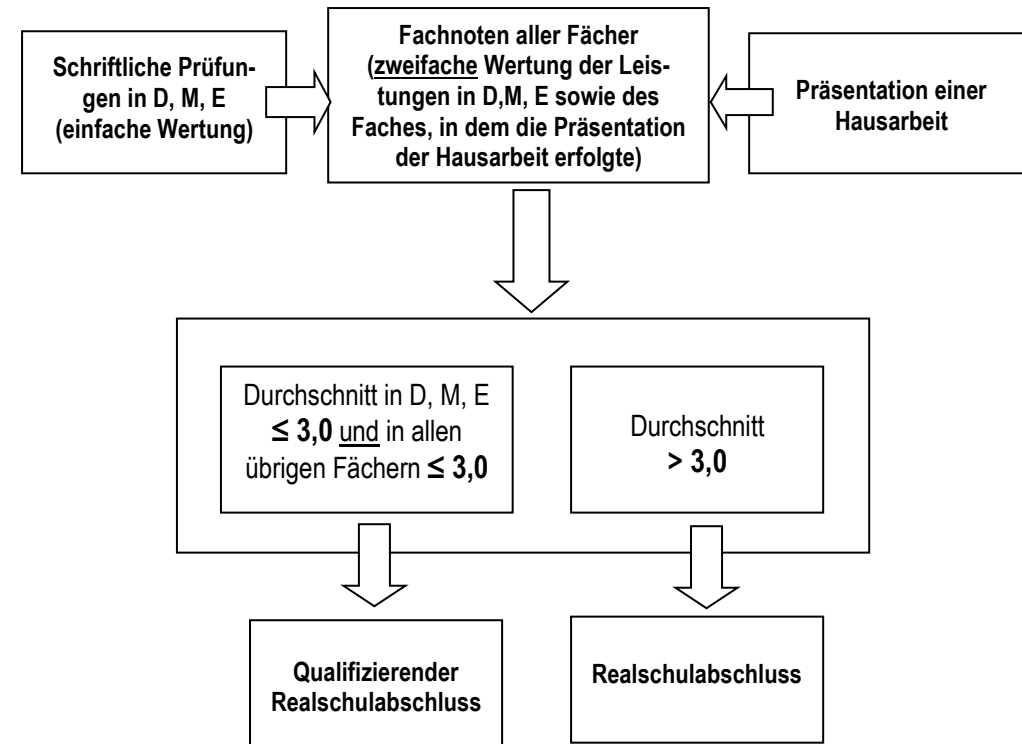 Schriftliche Prüfun-
gen in D, M, E
(einfache Wertung)
Fachnoten aller Fächer
(zweifache Wertung der Leis-
tungen in D,M, E sowie des
Faches, in dem die Präsentation
der Hausarbeit erfolgte)
Präsentation einer
Hausarbeit
Durchschnitt in D, M, E
≤ 3,0 und in allen
übrigen Fächern ≤ 3,0
Durchschnitt
> 3,0
Qualifizierender
Realschulabschluss
Realschulabschluss